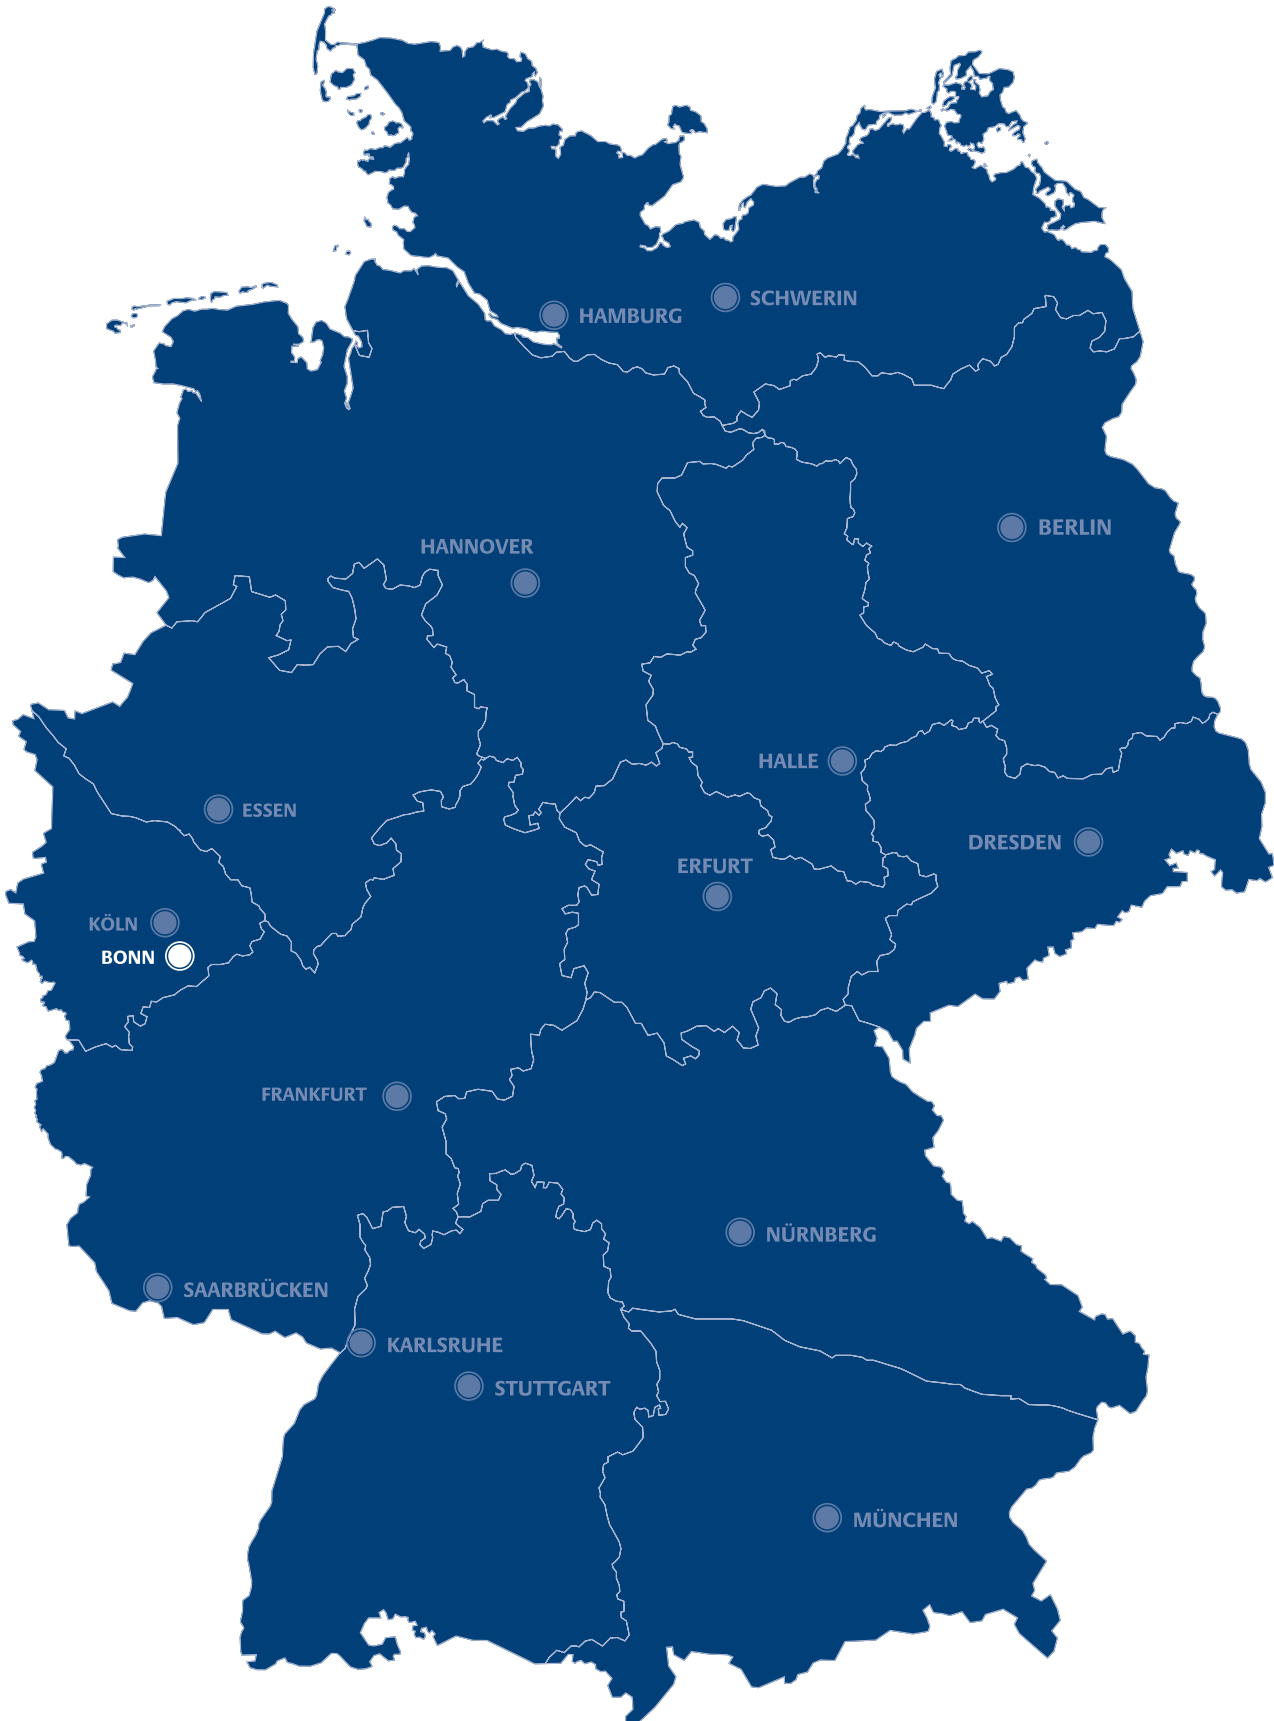 SCHWERIN
HAMBURG
BERLIN
HANNOVER
HALLE
ESSEN
DRESDEN
ERFURT
KÖLN
BONN
FRANKFURT
NÜRNBERG
SAARBRÜCKEN
KARLSRUHE
STUTTGART
MÜNCHEN